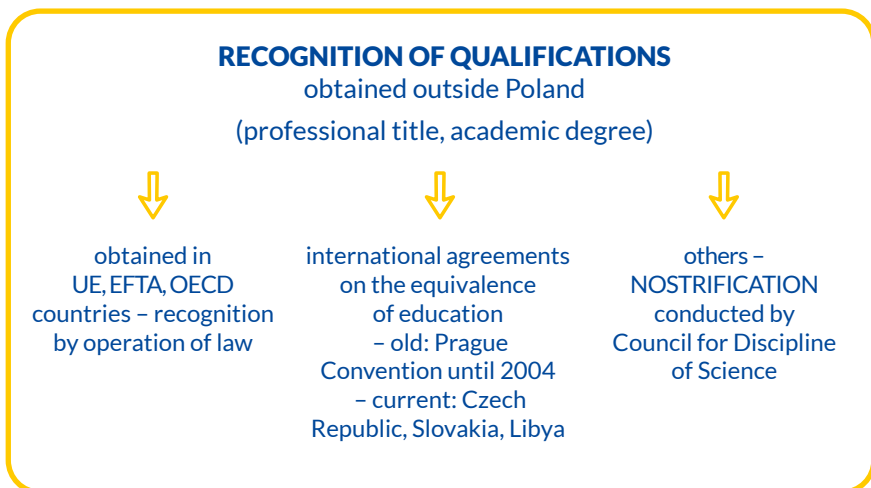 RECOGNITION OF QUALIFICATIONS
obtained outside Poland
(professional title, academic degree)
obtained in
UE, EFTA, OECD
countries – recognition
by operation of law
international agreements
on the equivalence
of education
– old: Prague
Convention until 2004
– current: Czech
Republic, Slovakia, Libya
others –
NOSTRIFICATION
conducted by
Council for Discipline
of Science